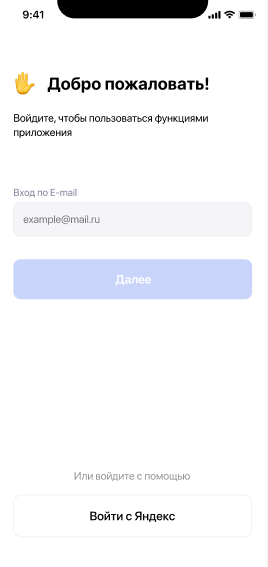 9:41
Добро пожаловать!
Войдите, чтобы пользоваться функциями
приложения
Вход по E-mail
example@mail.ru
Далее
Или войдите с помощью
Войти с Яндекс